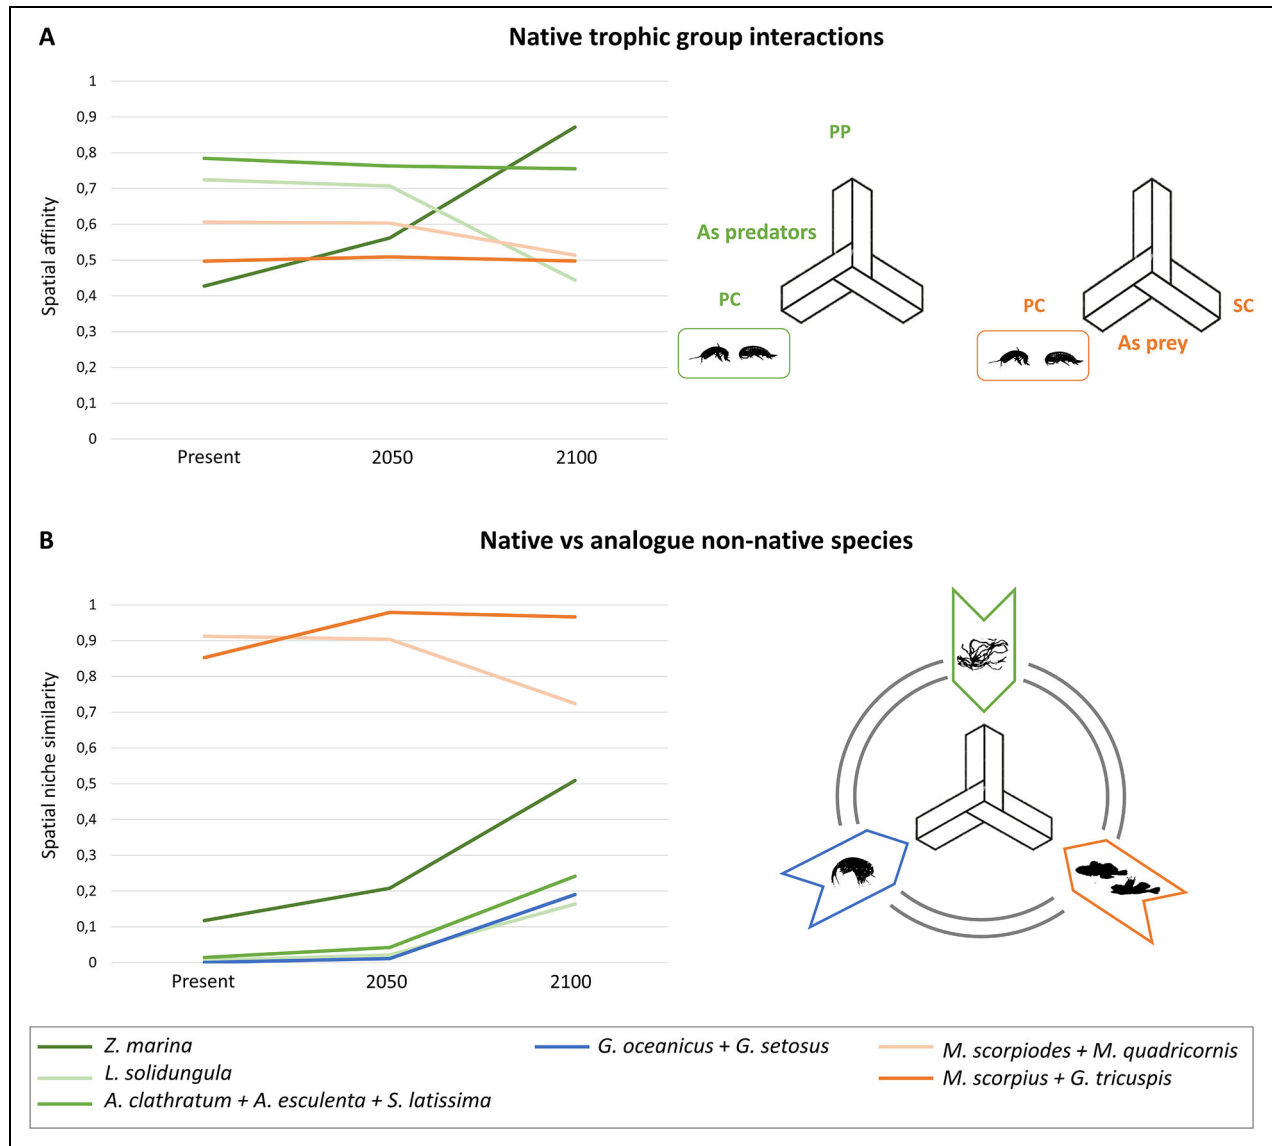 A
Native trophic group interactions
Spatial affinity
1
0,9
0,8
0,7
0,6
0,5
0,4
0,3
0,2
0,1
0
Present
2050
2100
PP
As predators
PC
PC
SC
As prey
B
Native vs analogue non-native species
Spatial niche similarity
1
0,9
0,8
0,7
0,6
0,5
0,4
0,3
0,2
0,1
0
Present
2050
2100
Z. marina
L. solidungula
A. clathratum + A. esculenta + S. latissima
G. oceanicus + G. setosus
M. scorpiodes + M. quadricornis
M. scorpius + G. tricuspis